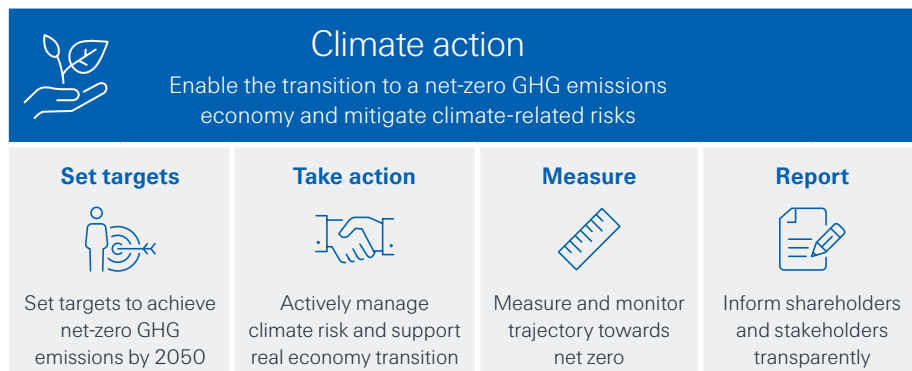 Climate action
Enable the transition to a net-zero GHG emissions
economy and mitigate climate-related risks
Set targets
Set targets to achieve
net-zero GHG
emissions by 2050
Take action
Actively manage
climate risk and support
real economy transition
Measure
Measure and monitor
trajectory towards
net zero
Report
Inform shareholders
and stakeholders
transparently